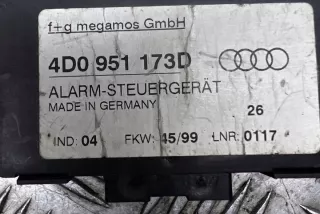 f+g megamos GmbH
4D0 951 173D
ALARM-STEUERGERÄT
MADE IN GERMANY
26
IND: 04 FKW: 45/99 LNR: 0117